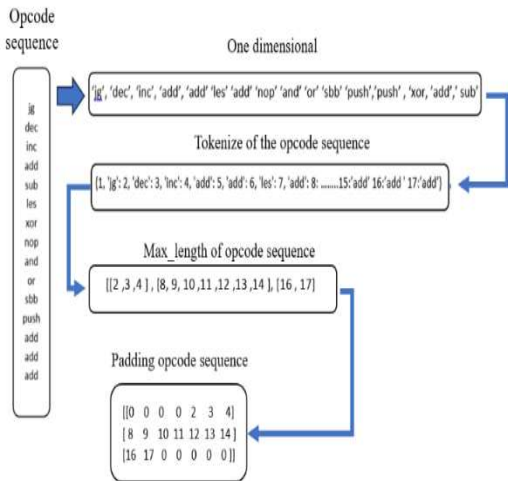 Opcode
sequence
jg
dec
inc
add
sub
les
xor
nop
and
or
sbb
push
add
add
add
One dimensional
'jg', 'dec', 'inc', 'add', 'add' 'les' 'add' 'nop' 'and' 'or' 'sbb' 'push','push' , 'xor, 'add',' sub'
Tokenize of the opcode sequence
{1, 'jg': 2, 'dec': 3, 'inc': 4, 'add': 5, 'add': 6, 'les': 7, 'add': 8: ........15:'add' 16:'add ' 17:'add'}
Max_length of opcode sequence
[[2 ,3 ,4 ] , [8, 9, 10 ,11 ,12 ,13 ,14 ], [16 , 17]
Padding opcode sequence
[[0 0 0 0 2 3 4]
[ 8 9 10 11 12 13 14 ]
[16 17 0 0 0 0 0 ]]